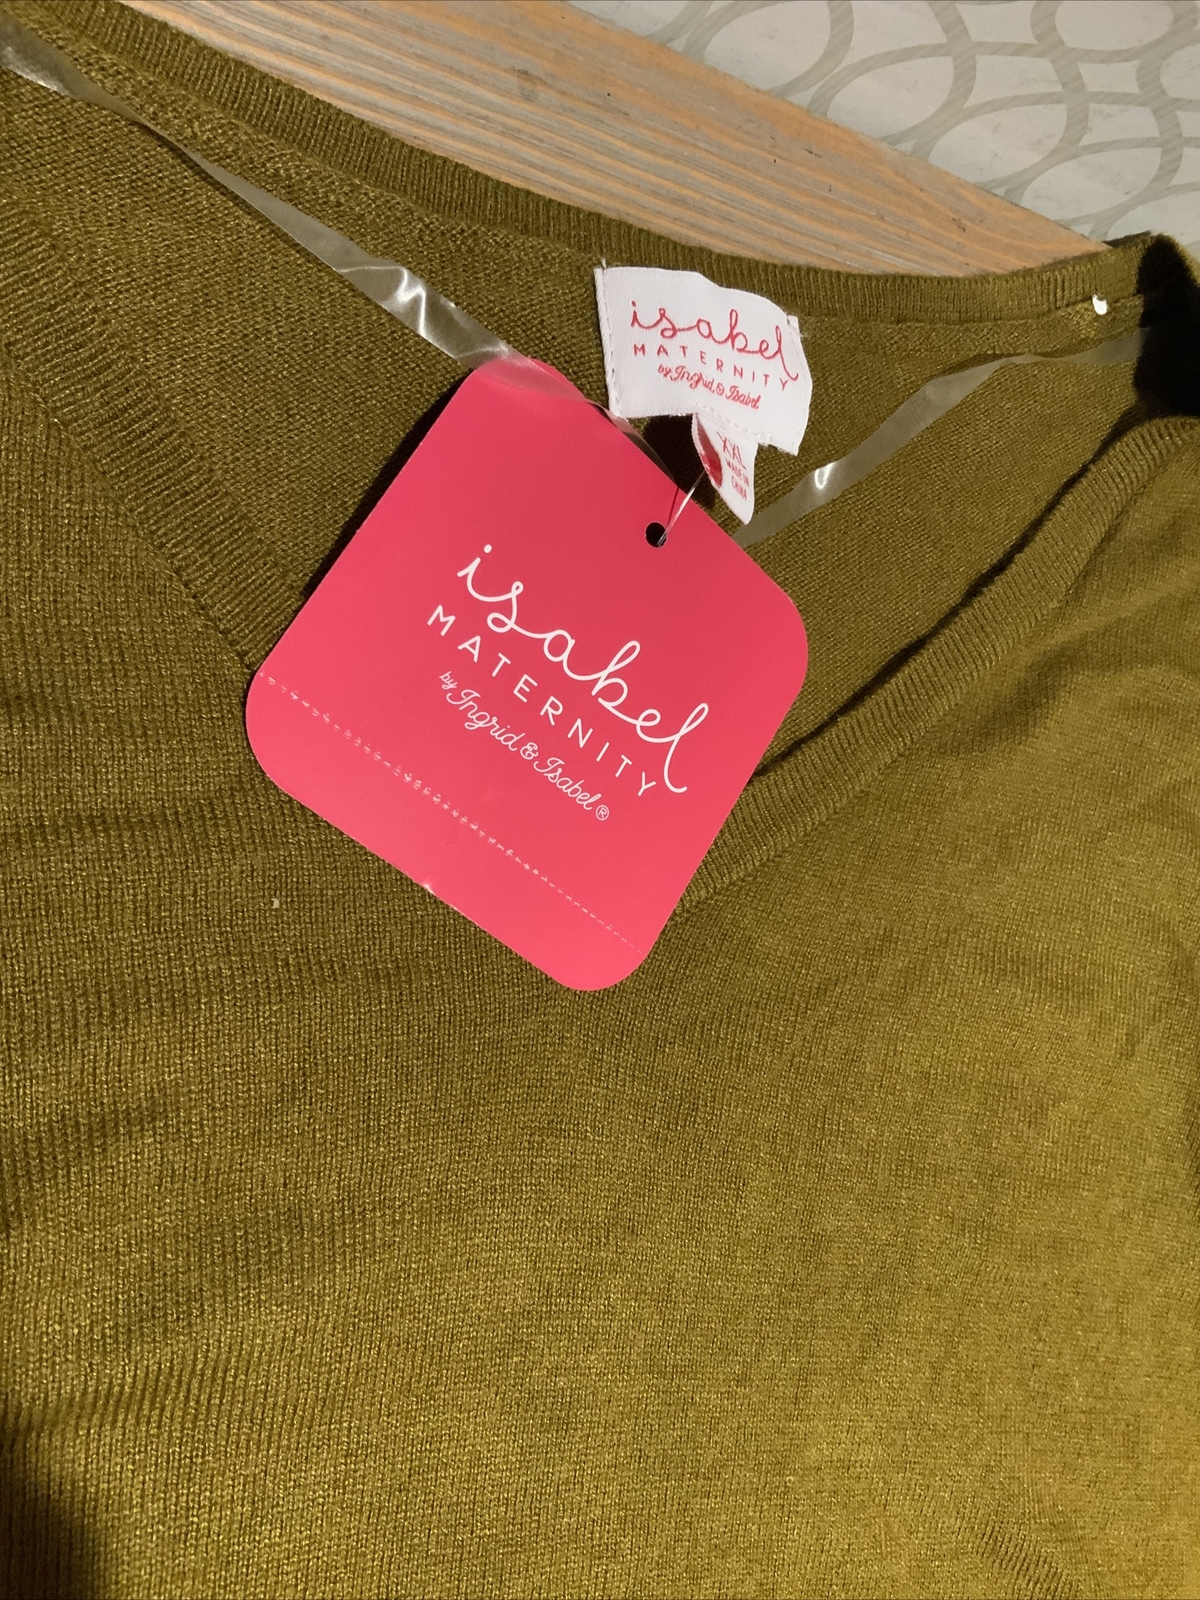 isabel
MATERNITY
by Ingrid & Isabel
XXL
MADE IN
CHINA
isabel
MATERNITY
by Ingrid & Isabel®